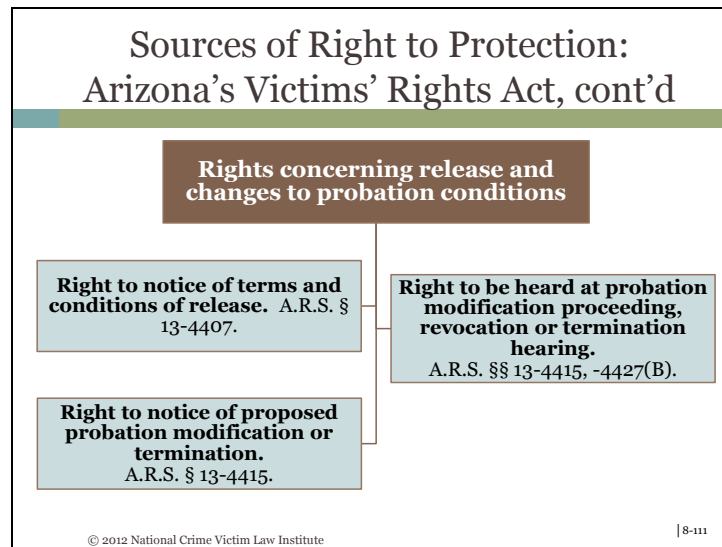 Sources of Right to Protection:
Arizona’s Victims’ Rights Act, cont’d
Rights concerning release and
changes to probation conditions
Right to notice of terms and
conditions of release. A.R.S. §
13-4407.
Right to be heard at probation
modification proceeding,
revocation or termination
hearing.
A.R.S. §§ 13-4415, -4427(B).
Right to notice of proposed
probation modification or
termination.
A.R.S. § 13-4415.
© 2012 National Crime Victim Law Institute
| 8-111